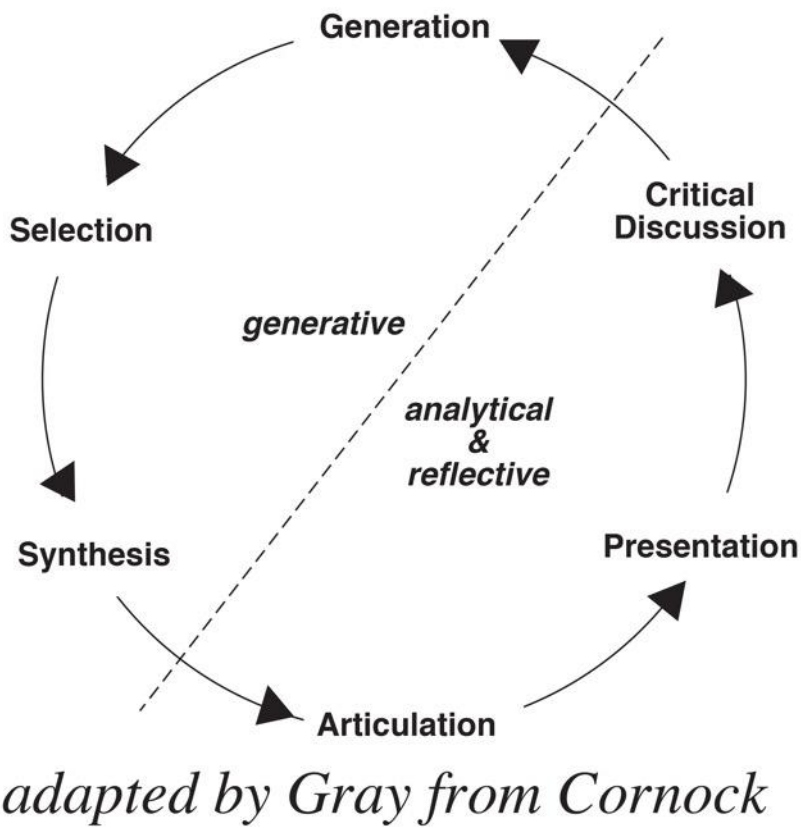 Generation
Critical
Discussion
Selection
generative
analytical
&
reflective
Synthesis
Presentation
Articulation
adapted by Gray from Cornock